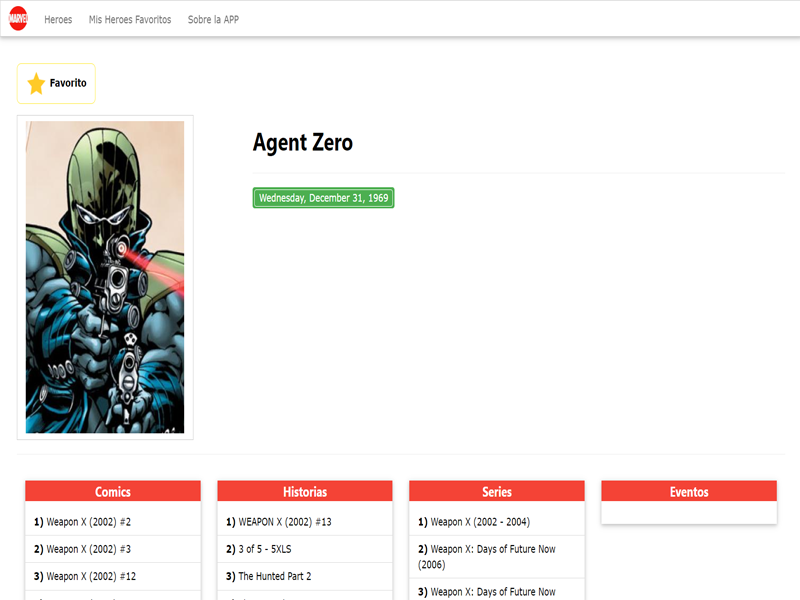 MARVEL Heroes Mis Heroes Favoritos Sobre la APP
Favorito
Agent Zero
Wednesday, December 31, 1969
Comics
1) Weapon X (2002) #2
2) Weapon X (2002) #3
3) Weapon X (2002) #12
Historias
1) WEAPON X (2002) #13
2) 3 of 5 - 5XLS
3) The Hunted Part 2
Series
1) Weapon X (2002 - 2004)
2) Weapon X: Days of Future Now
(2006)
3) Weapon X: Days of Future Now
Eventos